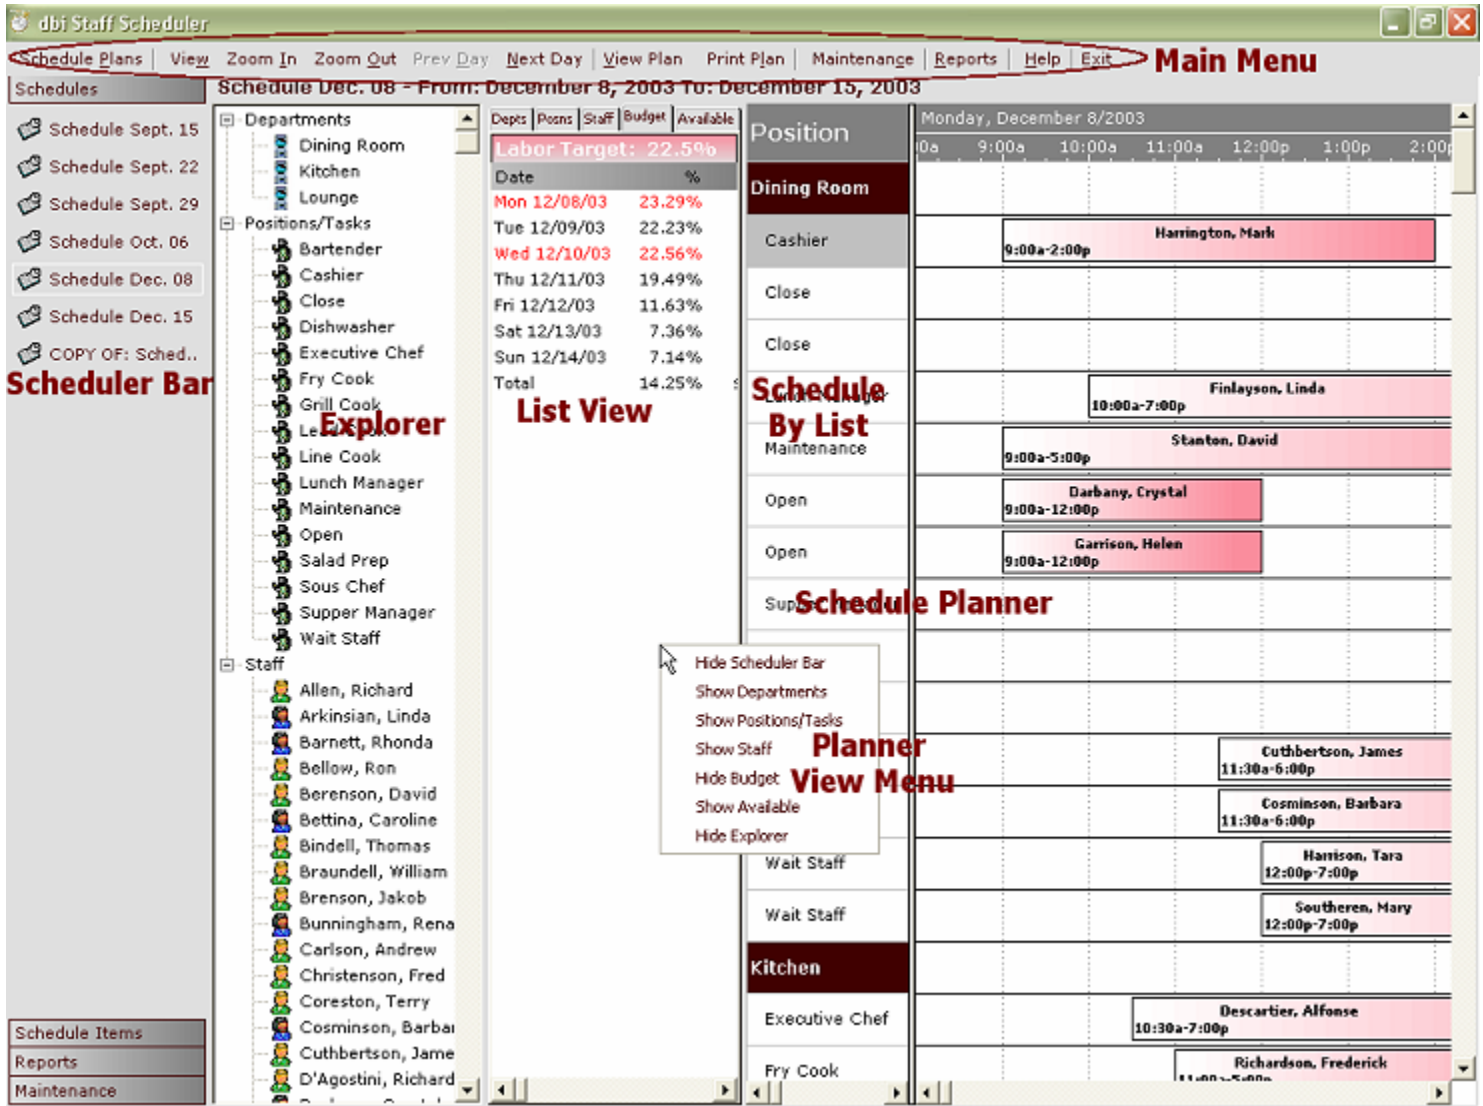 dbi Staff Scheduler
Schedule Plans View Zoom In Zoom Out Prev Day Next Day View Plan Print Plan Maintenance Reports Help Exit
Main Menu
Schedules
Schedule Sept. 15
Schedule Sept. 22
Schedule Sept. 29
Schedule Oct. 06
Schedule Dec. 08
Schedule Dec. 15
COPY OF: Sched..
Scheduler Bar
Schedule Items
Reports
Maintenance
Schedule Dec. 08 - From: December 8, 2003 To: December 15, 2003
Departments
Dining Room
Kitchen
Lounge
Positions/Tasks
Bartender
Cashier
Close
Dishwasher
Executive Chef
Fry Cook
Grill Cook
Explorer
Line Cook
Lunch Manager
Maintenance
Open
Salad Prep
Sous Chef
Supper Manager
Wait Staff
Staff
Allen, Richard
Arkinsian, Linda
Barnett, Rhonda
Bellow, Ron
Berenson, David
Bettina, Caroline
Bindell, Thomas
Braundell, William
Brenson, Jakob
Bunningham, Rena
Carlson, Andrew
Christenson, Fred
Coreston, Terry
Cosminson, Barbar
Cuthbertson, Jame
D'Agostini, Richard
Depts Posns Staff Budget Available
Labor Target: 22.5%
Date %
Mon 12/08/03 23.29%
Tue 12/09/03 22.23%
Wed 12/10/03 22.56%
Thu 12/11/03 19.49%
Fri 12/12/03 11.63%
Sat 12/13/03 7.36%
Sun 12/14/03 7.14%
Total 14.25%
List View
Hide Scheduler Bar
Show Departments
Show Positions/Tasks
Show Staff
Hide Budget
Show Available
Hide Explorer
Planner
View Menu
Position
Monday, December 8/2003
0a 9:00a 10:00a 11:00a 12:00p 1:00p 2:00p
Dining Room
Cashier
Harrington, Mark
9:00a-2:00p
Close
Close
Schedule
By List
Finlayson, Linda
10:00a-7:00p
Maintenance
Stanton, David
9:00a-5:00p
Open
Darbany, Crystal
9:00a-12:00p
Open
Garrison, Helen
9:00a-12:00p
Schedule Planner
Cuthbertson, James
11:30a-6:00p
Cosminson, Barbara
11:30a-6:00p
Wait Staff
Harrison, Tara
12:00p-7:00p
Wait Staff
Southeren, Mary
12:00p-7:00p
Kitchen
Executive Chef
Descartier, Alfonse
10:30a-7:00p
Fry Cook
Richardson, Frederick
11:00a-5:00p